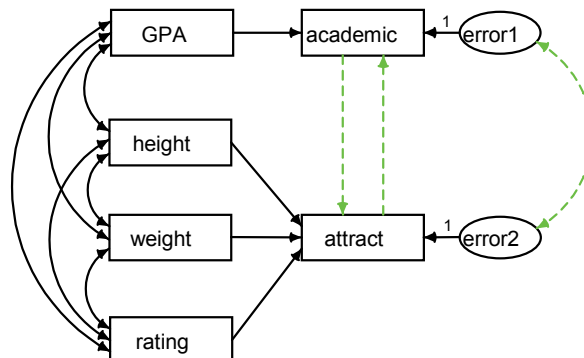 GPA
academic
1
error1
height
weight
attract
1
error2
rating